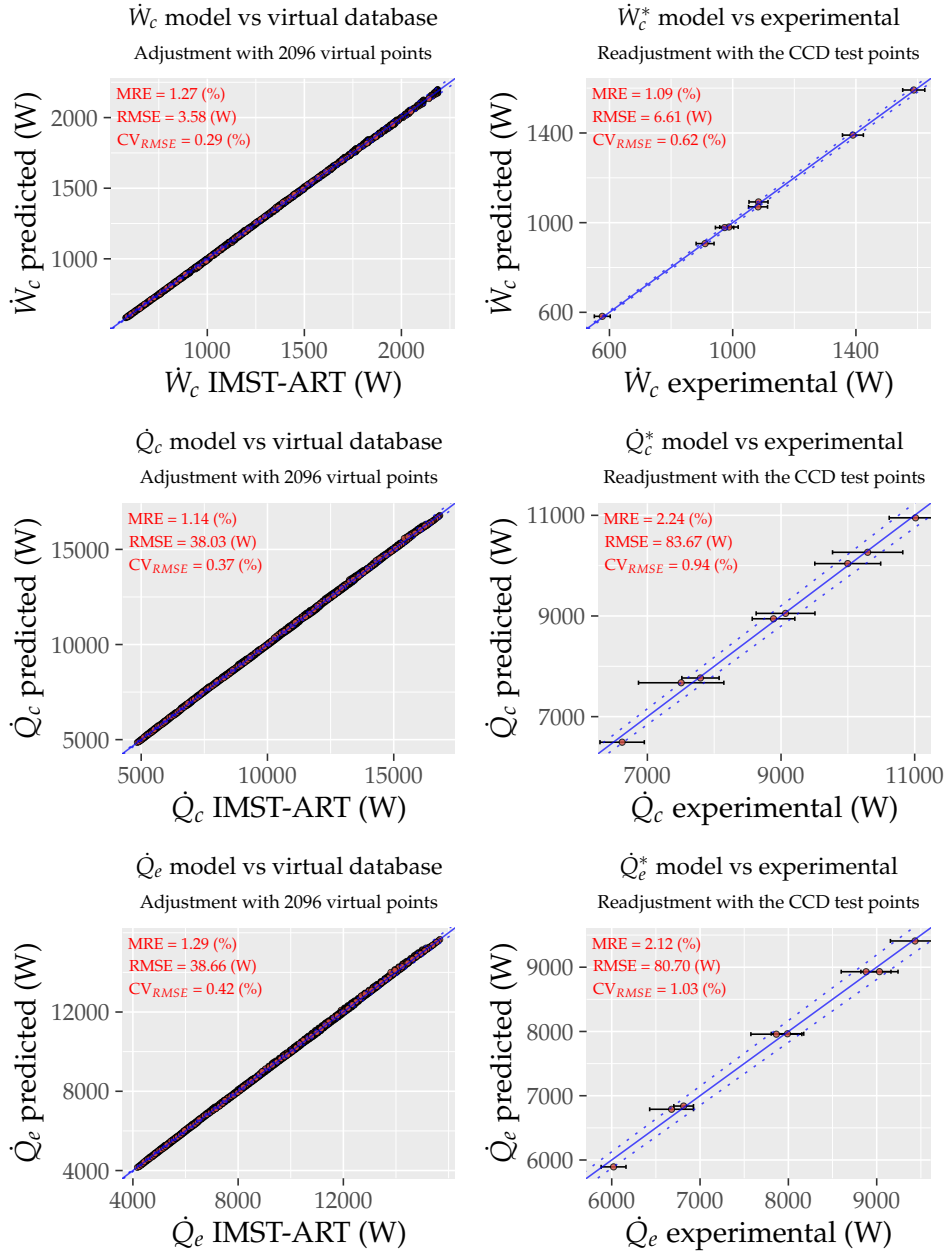 Ẇc model vs virtual database
Adjustment with 2096 virtual points
MRE = 1.27 (%)
RMSE = 3.58 (W)
CVRMSE = 0.29 (%)
Ẇc predicted (W)
2000
1500
1000
1000 1500 2000
Ẇc IMST-ART (W)
Ẇc* model vs experimental
Readjustment with the CCD test points
MRE = 1.09 (%)
RMSE = 6.61 (W)
CVRMSE = 0.62 (%)
Ẇc predicted (W)
1400
1000
600
600 1000 1400
Ẇc experimental (W)
Q̇c model vs virtual database
Adjustment with 2096 virtual points
MRE = 1.14 (%)
RMSE = 38.03 (W)
CVRMSE = 0.37 (%)
Q̇c predicted (W)
15000
10000
5000
5000 10000 15000
Q̇c IMST-ART (W)
Q̇c* model vs experimental
Readjustment with the CCD test points
MRE = 2.24 (%)
RMSE = 83.67 (W)
CVRMSE = 0.94 (%)
Q̇c predicted (W)
11000
9000
7000
7000 9000 11000
Q̇c experimental (W)
Q̇e model vs virtual database
Adjustment with 2096 virtual points
MRE = 1.29 (%)
RMSE = 38.66 (W)
CVRMSE = 0.42 (%)
Q̇e predicted (W)
12000
8000
4000
4000 8000 12000
Q̇e IMST-ART (W)
Q̇e* model vs experimental
Readjustment with the CCD test points
MRE = 2.12 (%)
RMSE = 80.70 (W)
CVRMSE = 1.03 (%)
Q̇e predicted (W)
9000
8000
7000
6000
6000 7000 8000 9000
Q̇e experimental (W)